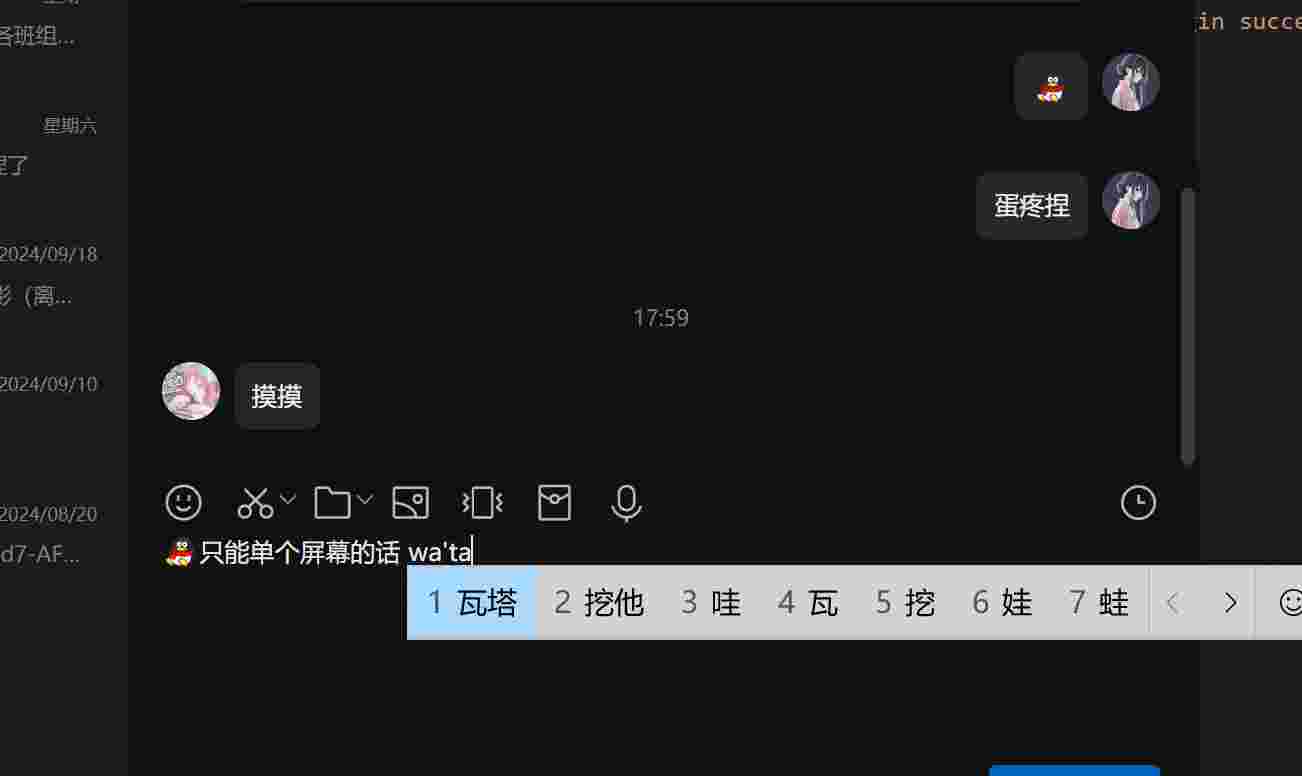 各班组...
in succe
星期六
捏了
蛋疼捏
2024/09/18
影（离...
17:59
2024/09/10
摸摸
2024/08/20
d7-AF...
只能单个屏幕的话 wa'ta
1 瓦塔 2 挖他 3 哇 4 瓦 5 挖 6 娃 7 蛙